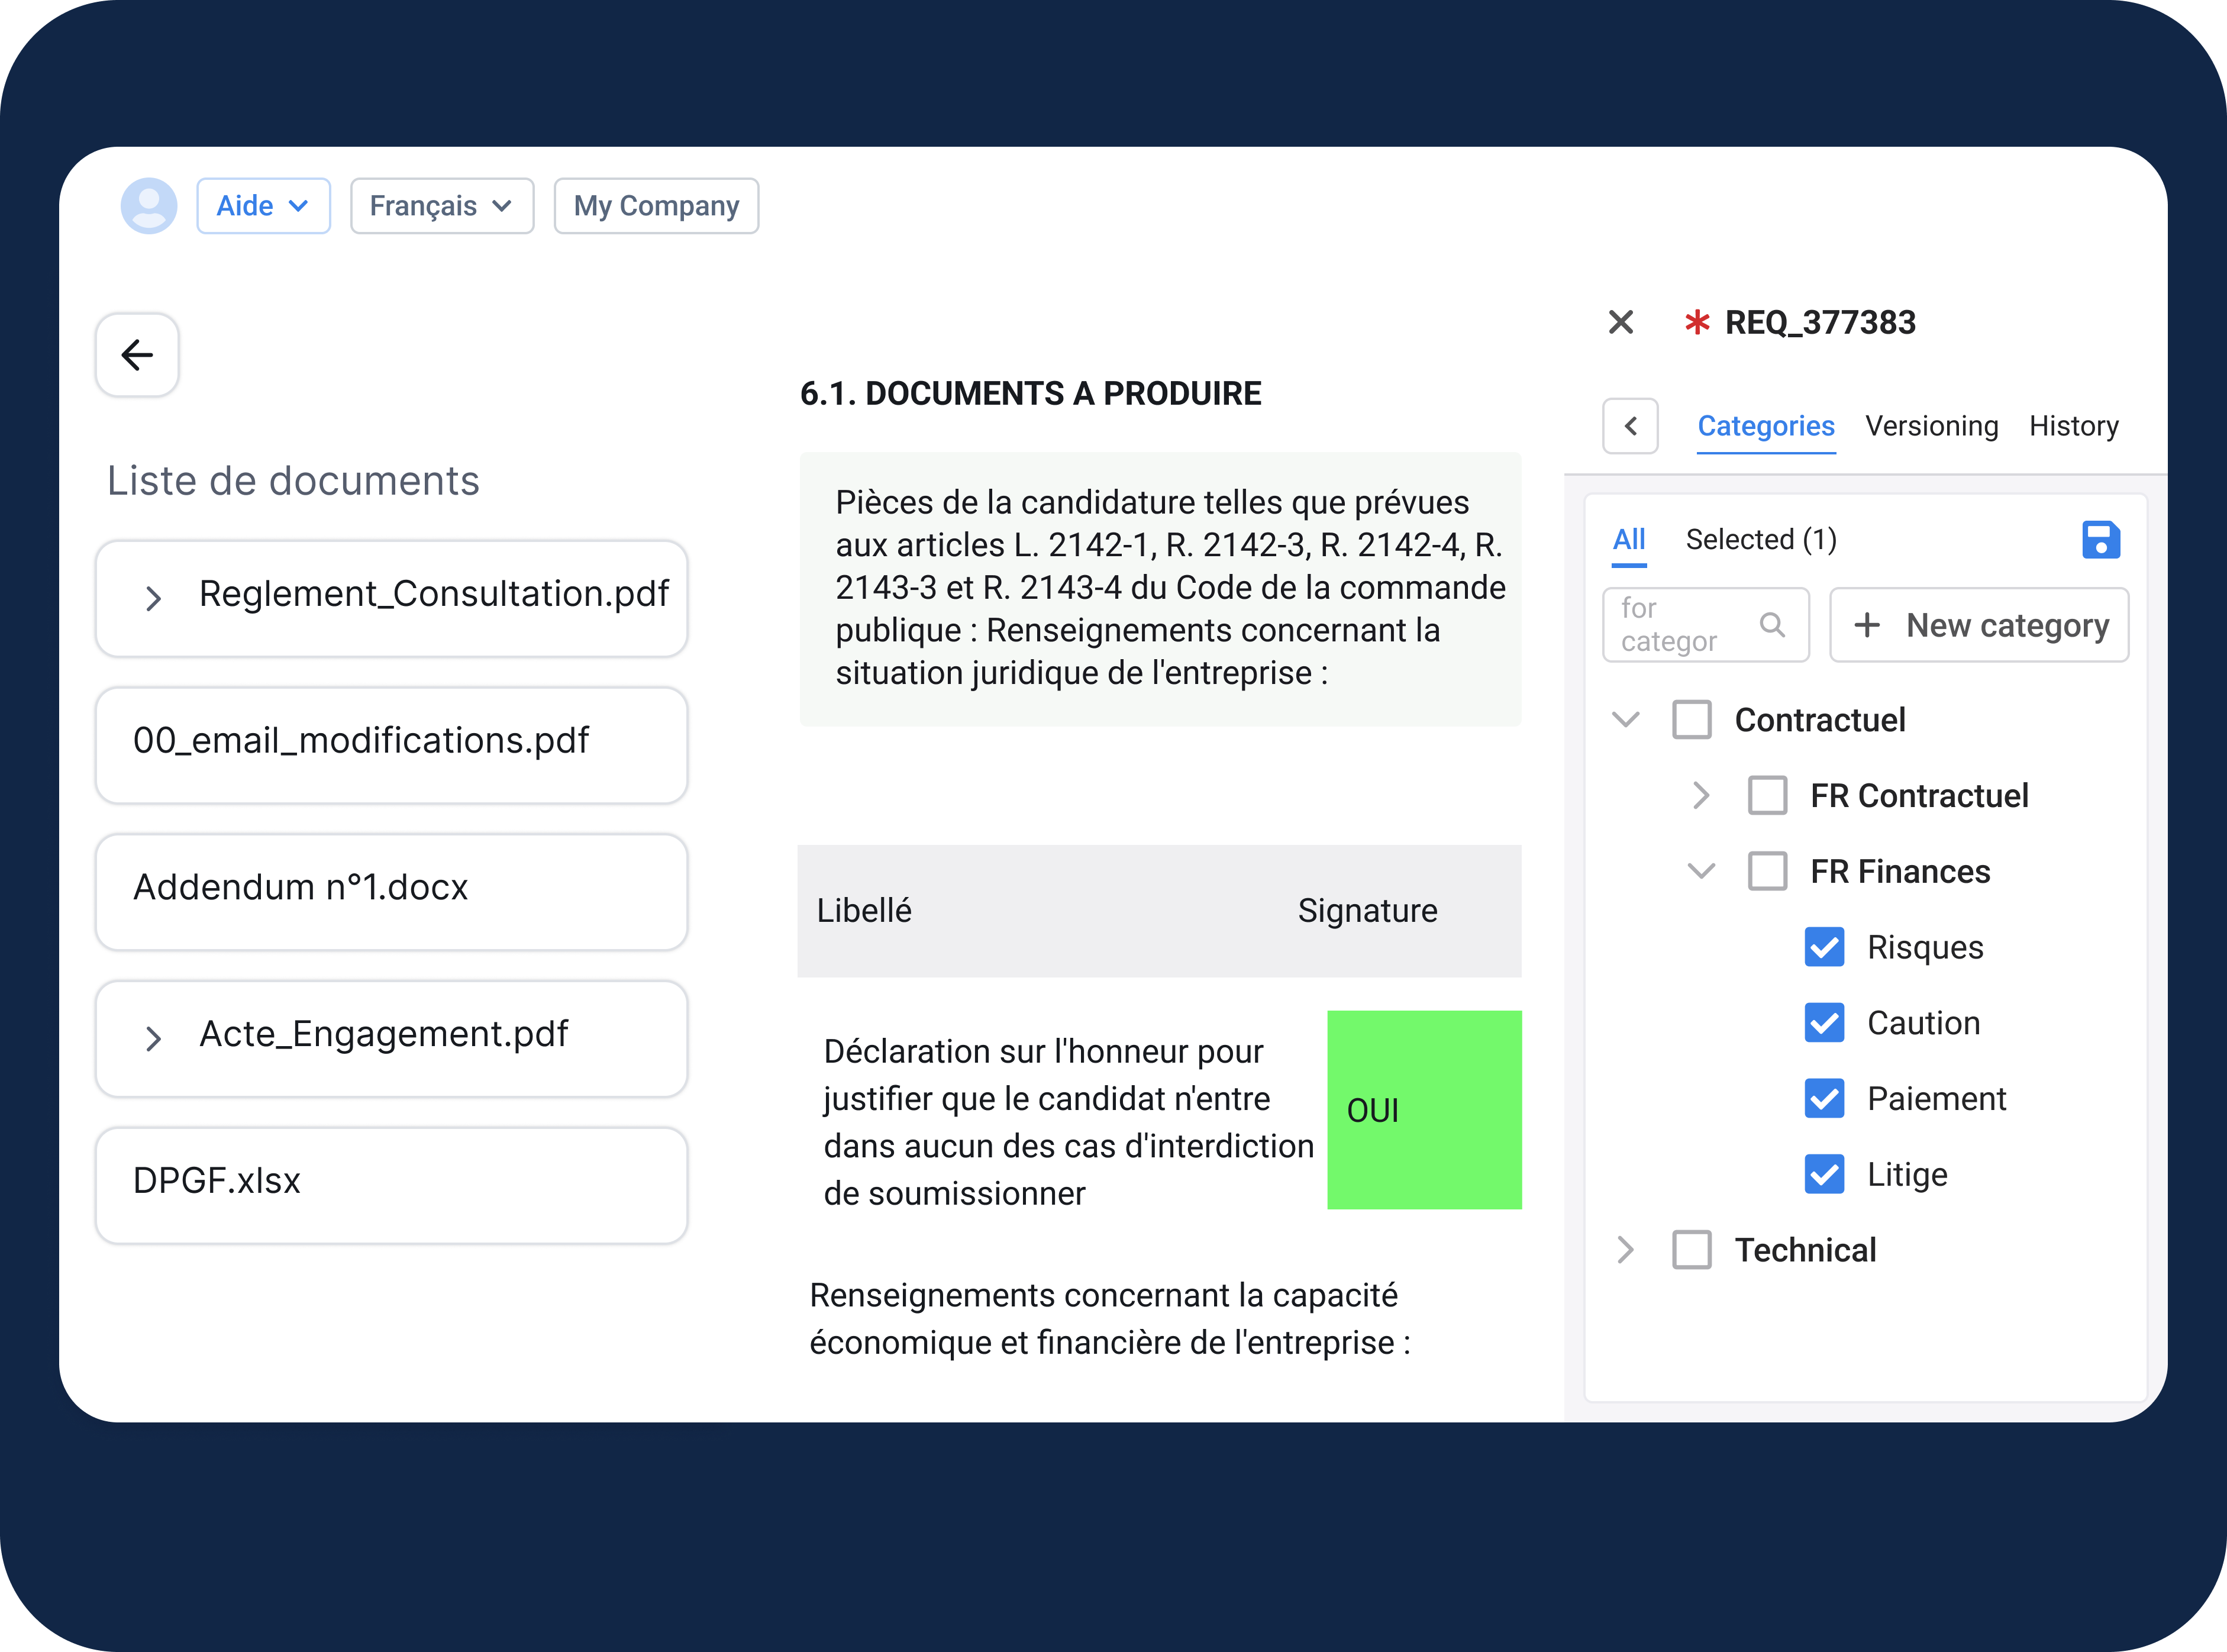 Aide
Français
My Company
Liste de documents
Reglement_Consultation.pdf
00_email_modifications.pdf
Addendum n°1.docx
Acte_Engagement.pdf
DPGF.xlsx
6.1. DOCUMENTS A PRODUIRE
Pièces de la candidature telles que prévues
aux articles L. 2142-1, R. 2142-3, R. 2142-4, R.
2143-3 et R. 2143-4 du Code de la commande
publique : Renseignements concernant la
situation juridique de l'entreprise :
Libellé
Signature
Déclaration sur l'honneur pour
justifier que le candidat n'entre
dans aucun des cas d'interdiction
de soumissionner
OUI
Renseignements concernant la capacité
économique et financière de l'entreprise :
* REQ_377383
Categories
Versioning
History
All
Selected (1)
for
categor
+ New category
Contractuel
FR Contractuel
FR Finances
Risques
Caution
Paiement
Litige
Technical